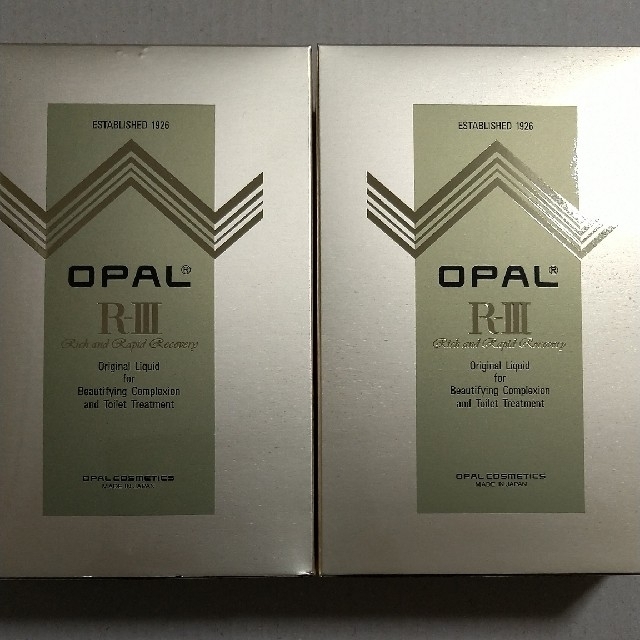 ESTABLISHED 1926
OPAL®
R-III
Rich and Rapid Recovery
Original Liquid
for
Beautifying Complexion
and Toilet Treatment
OPAL COSMETICS
MADE IN JAPAN
ESTABLISHED 1926
OPAL®
R-III
Rich and Rapid Recovery
Original Liquid
for
Beautifying Complexion
and Toilet Treatment
OPAL COSMETICS
MADE IN JAPAN